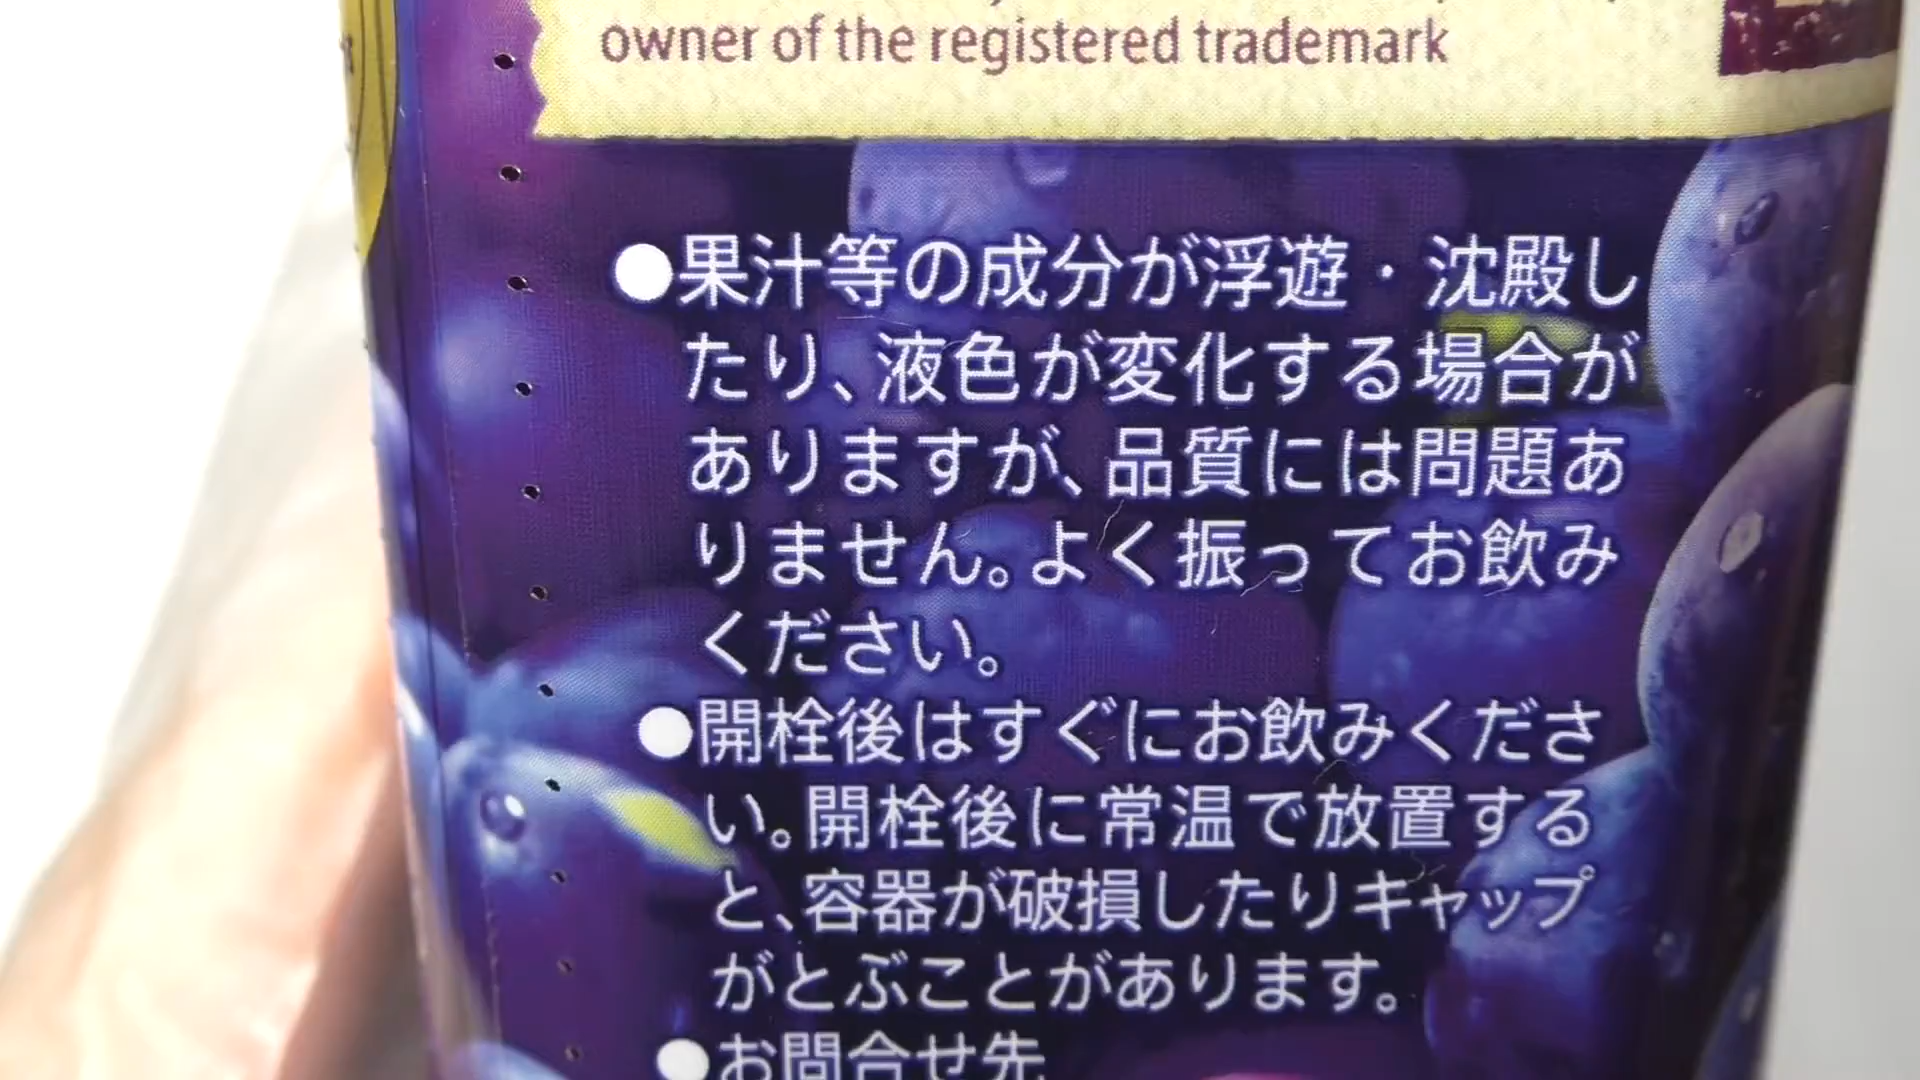 owner of the registered trademark
●果汁等の成分が浮遊・沈殿し
たり、液色が変化する場合が
ありますが、品質には問題あ
りません。よく振ってお飲み
ください。
●開栓後はすぐにお飲みくださ
い。開栓後に常温で放置する
と、容器が破損したりキャップ
がとぶことがあります。
●お問合せ先